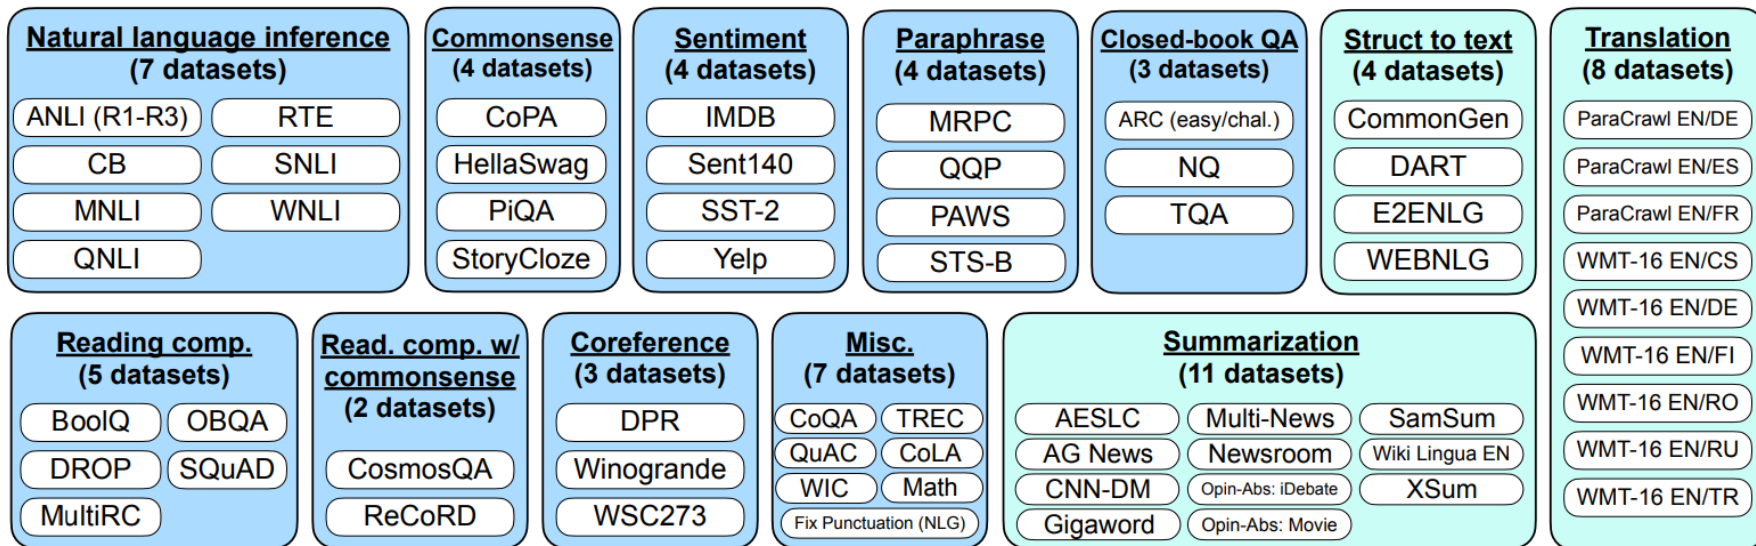 Natural language inference
(7 datasets)
ANLI (R1-R3)
RTE
CB
SNLI
MNLI
WNLI
QNLI
Commonsense
(4 datasets)
CoPA
HellaSwag
PiQA
StoryCloze
Sentiment
(4 datasets)
IMDB
Sent140
SST-2
Yelp
Paraphrase
(4 datasets)
MRPC
QQP
PAWS
STS-B
Closed-book QA
(3 datasets)
ARC (easy/chal.)
NQ
TQA
Struct to text
(4 datasets)
CommonGen
DART
E2ENLG
WEBNLG
Translation
(8 datasets)
ParaCrawl EN/DE
ParaCrawl EN/ES
ParaCrawl EN/FR
WMT-16 EN/CS
WMT-16 EN/DE
WMT-16 EN/FI
WMT-16 EN/RO
WMT-16 EN/RU
WMT-16 EN/TR
Reading comp.
(5 datasets)
BoolQ
OBQA
DROP
SQuAD
MultiRC
Read. comp. w/
commonsense
(2 datasets)
CosmosQA
ReCoRD
Coreference
(3 datasets)
DPR
Winogrande
WSC273
Misc.
(7 datasets)
CoQA
TREC
QuAC
CoLA
WIC
Math
Fix Punctuation (NLG)
Summarization
(11 datasets)
AESLC
Multi-News
SamSum
AG News
Newsroom
Wiki Lingua EN
CNN-DM
Opin-Abs: iDebate
XSum
Gigaword
Opin-Abs: Movie